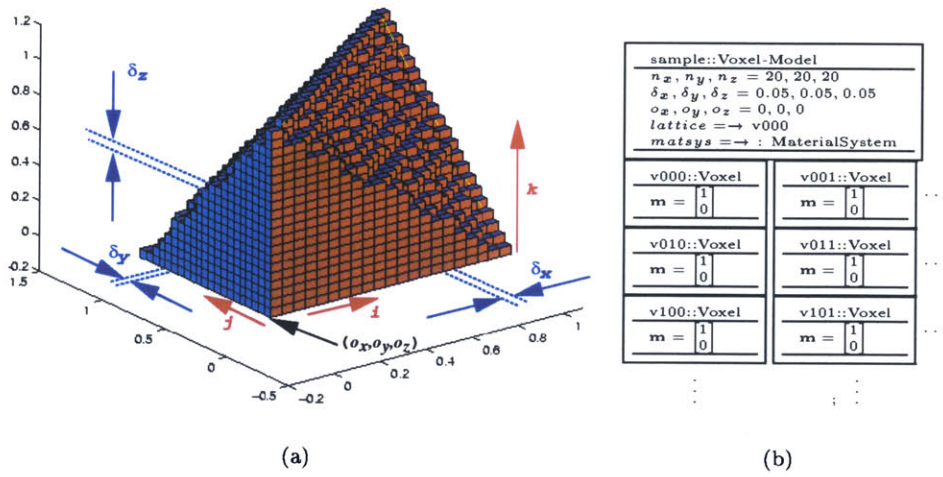 1.2
1
0.8
0.6
0.4
0.2
0
-0.2
1.5
1
0.5
0
-0.5
-0.2
0
0.2
0.4
0.6
0.8
1
δz
δy
δx
k
j
i
(ox,oy,oz)
(a)
sample::Voxel-Model
nx, ny, nz = 20, 20, 20
δx, δy, δz = 0.05, 0.05, 0.05
ox, oy, oz = 0, 0, 0
lattice =→ v000
matsys =→ : MaterialSystem
v000::Voxel
m = [1 0]
v001::Voxel
m = [1 0]
. .
v010::Voxel
m = [1 0]
v011::Voxel
m = [1 0]
. .
v100::Voxel
m = [1 0]
v101::Voxel
m = [1 0]
. .
⋮
; ⋮
(b)